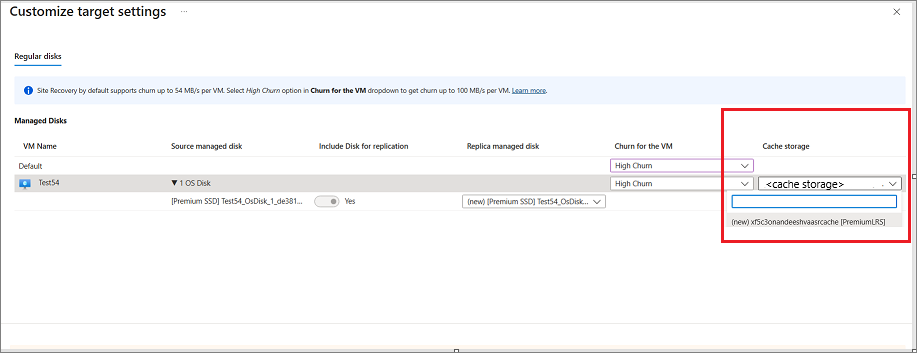 Customize target settings ...
Regular disks
Site Recovery by default supports churn up to 54 MB/s per VM. Select High Churn option in Churn for the VM dropdown to get churn up to 100 MB/s per VM. Learn more.
Managed Disks
VM Name Source managed disk Include Disk for replication Replica managed disk Churn for the VM Cache storage
Default High Churn
Test54 1 OS Disk High Churn <cache storage>
[Premium SSD] Test54_OsDisk_1_de381... Yes (new) [Premium SSD] Test54_OsDisk...
(new) xf5c3onandeeshvaasrcache [PremiumLRS]